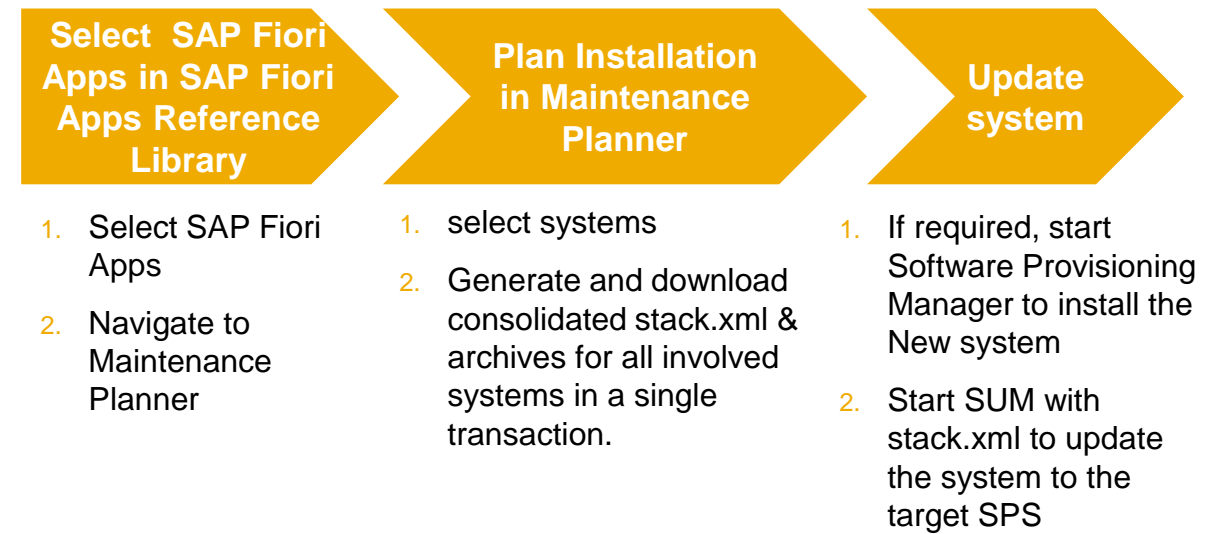 Select SAP Fiori
Apps in SAP Fiori
Apps Reference
Library
1. Select SAP Fiori
Apps
2. Navigate to
Maintenance
Planner
Plan Installation
in Maintenance
Planner
1. select systems
2. Generate and download
consolidated stack.xml &
archives for all involved
systems in a single
transaction.
Update
system
1. If required, start
Software Provisioning
Manager to install the
New system
2. Start SUM with
stack.xml to update
the system to the
target SPS